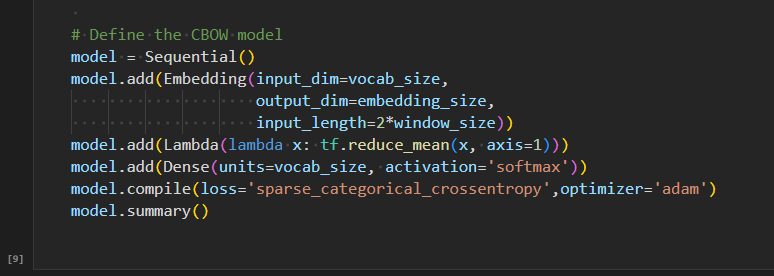 # Define the CBOW model
model = Sequential()
model.add(Embedding(input_dim=vocab_size,
                    output_dim=embedding_size,
                    input_length=2*window_size))
model.add(Lambda(lambda x: tf.reduce_mean(x, axis=1)))
model.add(Dense(units=vocab_size, activation='softmax'))
model.compile(loss='sparse_categorical_crossentropy',optimizer='adam')
model.summary()
[9]